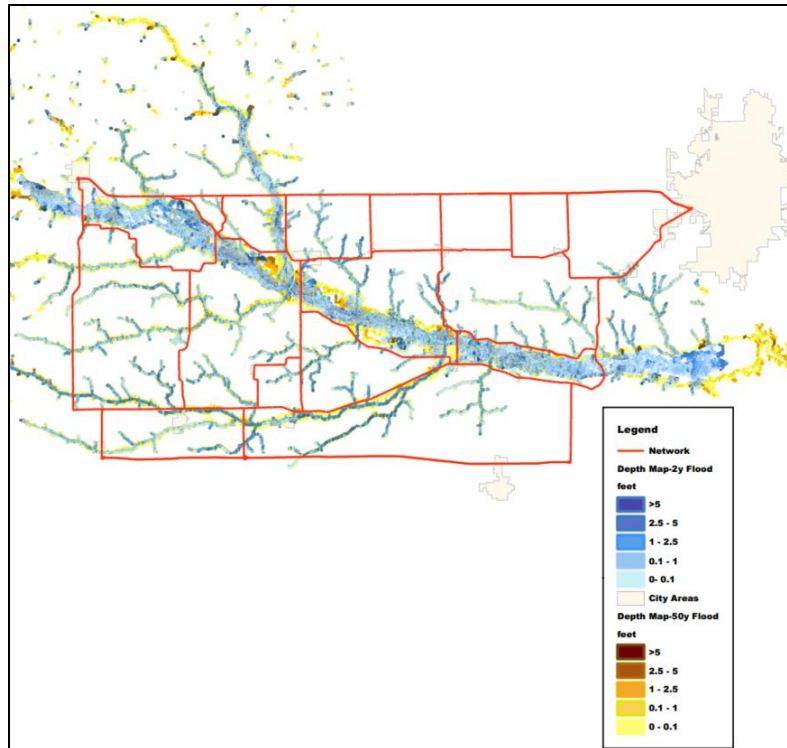 Legend
Network
Depth Map-2y Flood
feet
>5
2.5 - 5
1 - 2.5
0.1 - 1
0- 0.1
City Areas
Depth Map-50y Flood
feet
>5
2.5 - 5
1 - 2.5
0.1 - 1
0 - 0.1